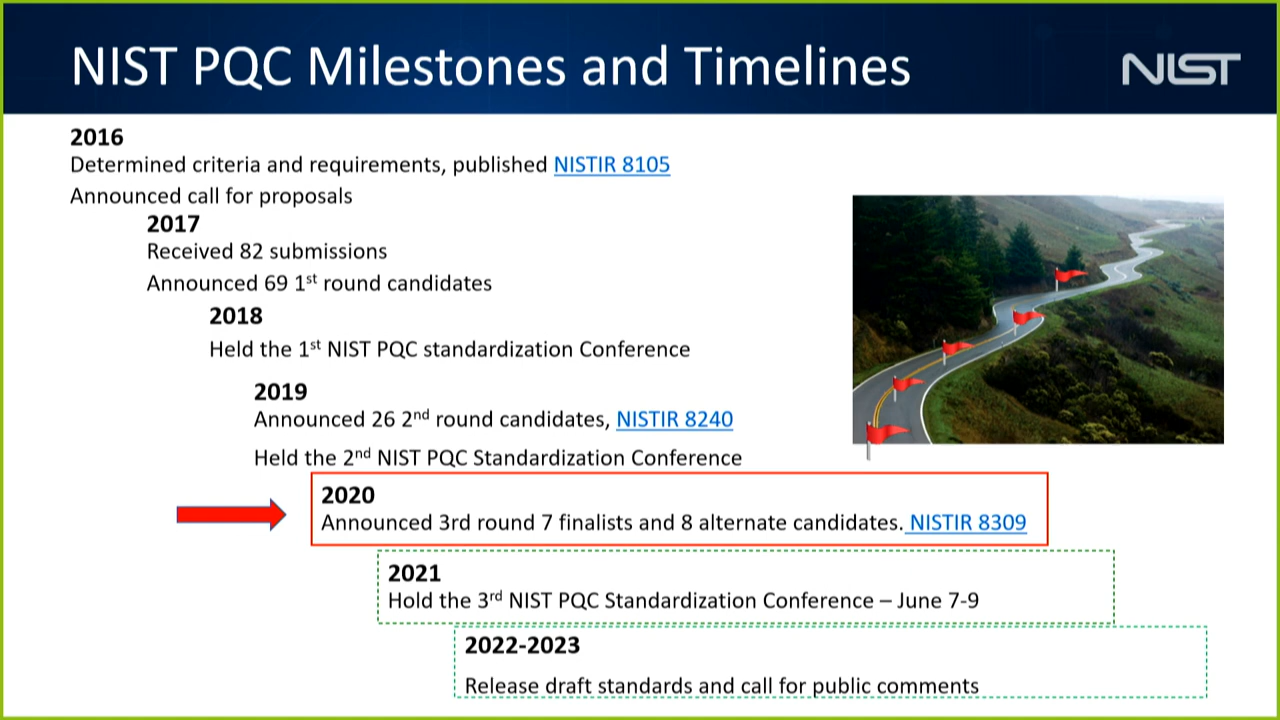 NIST PQC Milestones and Timelines
NIST
2016
Determined criteria and requirements, published NISTIR 8105
Announced call for proposals
2017
Received 82 submissions
Announced 69 1st round candidates
2018
Held the 1st NIST PQC standardization Conference
2019
Announced 26 2nd round candidates, NISTIR 8240
Held the 2nd NIST PQC Standardization Conference
2020
Announced 3rd round 7 finalists and 8 alternate candidates. NISTIR 8309
2021
Hold the 3rd NIST PQC Standardization Conference – June 7-9
2022-2023
Release draft standards and call for public comments